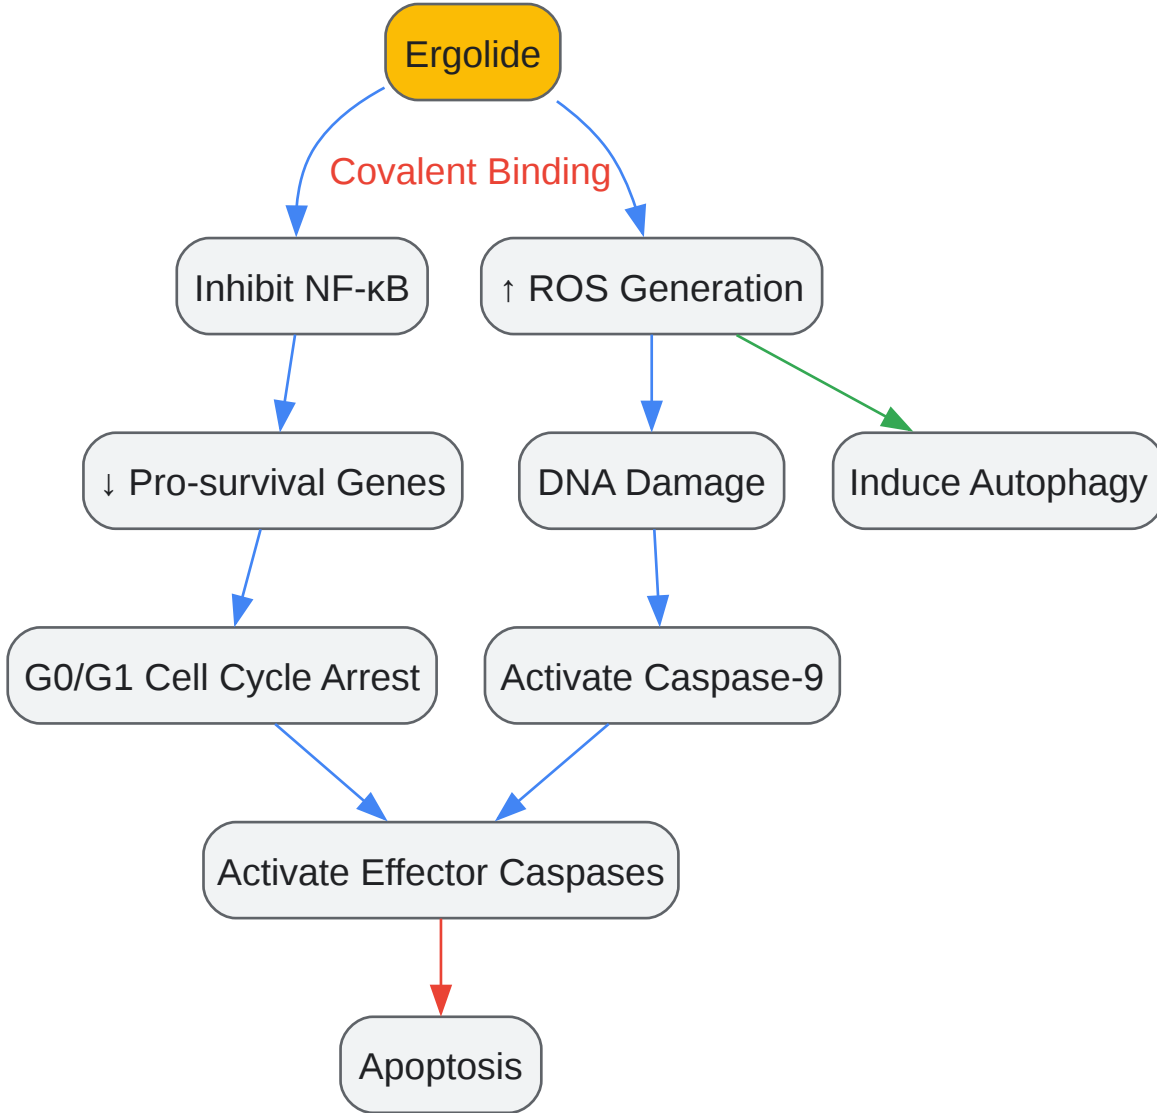 Ergolide
Covalent Binding
Inhibit NF-κB
↑ ROS Generation
↓ Pro-survival Genes
DNA Damage
Induce Autophagy
G0/G1 Cell Cycle Arrest
Activate Caspase-9
Activate Effector Caspases
Apoptosis